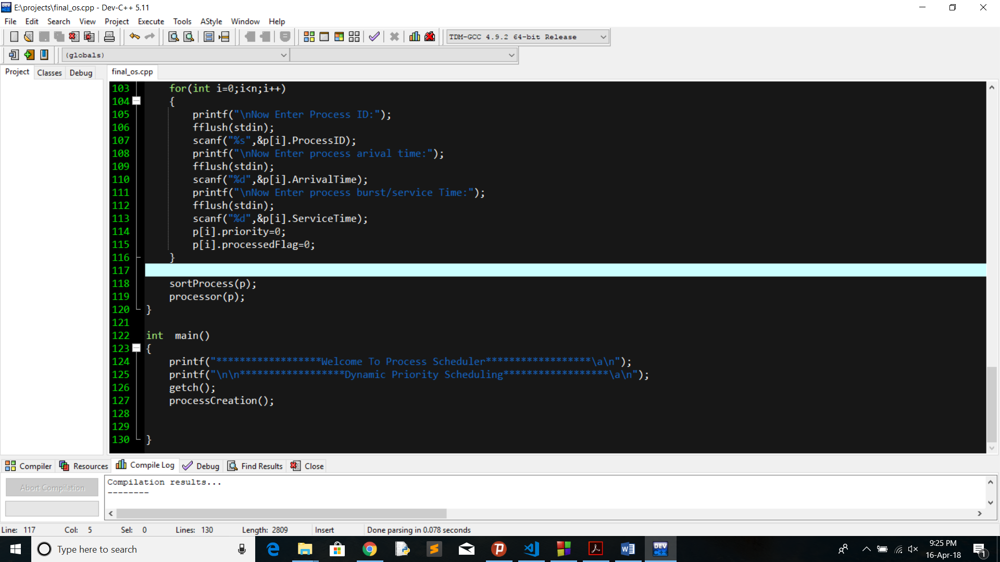 E:\projects\final_os.cpp - Dev-C++ 5.11
File Edit Search View Project Execute Tools AStyle Window Help
TDM-GCC 4.9.2 64-bit Release
(globals)
Project Classes Debug
final_os.cpp
103 for(int i=0;i<n;i++)
104 {
105 printf("\nNow Enter Process ID:");
106 fflush(stdin);
107 scanf("%s",&p[i].ProcessID);
108 printf("\nNow Enter process arival time:");
109 fflush(stdin);
110 scanf("%d",&p[i].ArrivalTime);
111 printf("\nNow Enter process burst/service Time:");
112 fflush(stdin);
113 scanf("%d",&p[i].ServiceTime);
114 p[i].priority=0;
115 p[i].processedFlag=0;
116 }
117
118 sortProcess(p);
119 processor(p);
120 }
121
122 int  main()
123 {
124 printf("******************Welcome To Process Scheduler******************\a\n");
125 printf("\n\n******************Dynamic Priority Scheduling******************\a\n");
126 getch();
127 processCreation();
128
129
130 }
Compiler Resources Compile Log Debug Find Results Close
Abort Compilation
Compilation results...
--------
Line: 117 Col: 5 Sel: 0 Lines: 130 Length: 2809 Insert Done parsing in 0.078 seconds
Type here to search
DEV
C++
9:25 PM
16-Apr-18
1